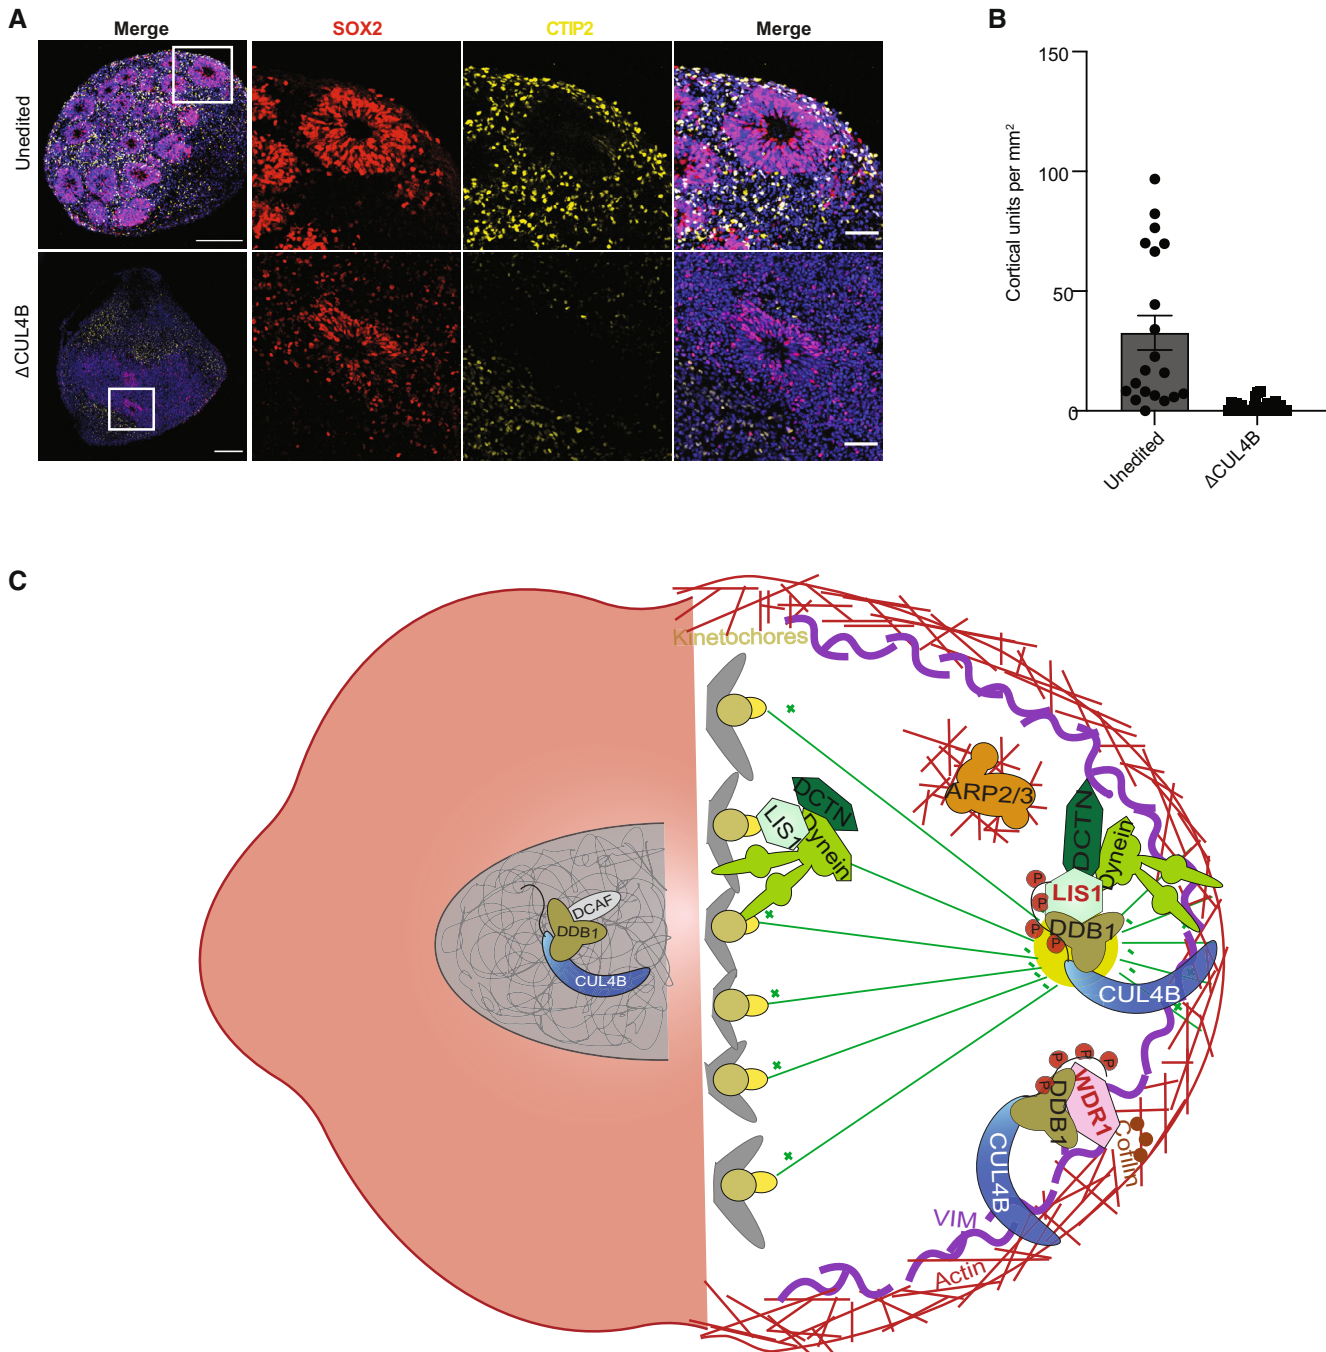 A
Merge
SOX2
CTIP2
Merge
Unedited
ΔCUL4B
B
Cortical units per mm²
150
100
50
0
Unedited
ΔCUL4B
C
Kinetochores
DCTN
LIS1
Dynein
ARP2/3
DCTN
Dynein
P
P
LIS1
P
P
DDB1
CUL4B
DCAF
DDB1
CUL4B
P
P
P
P
DDB1
WDR1
Cofilin
CUL4B
VIM
Actin